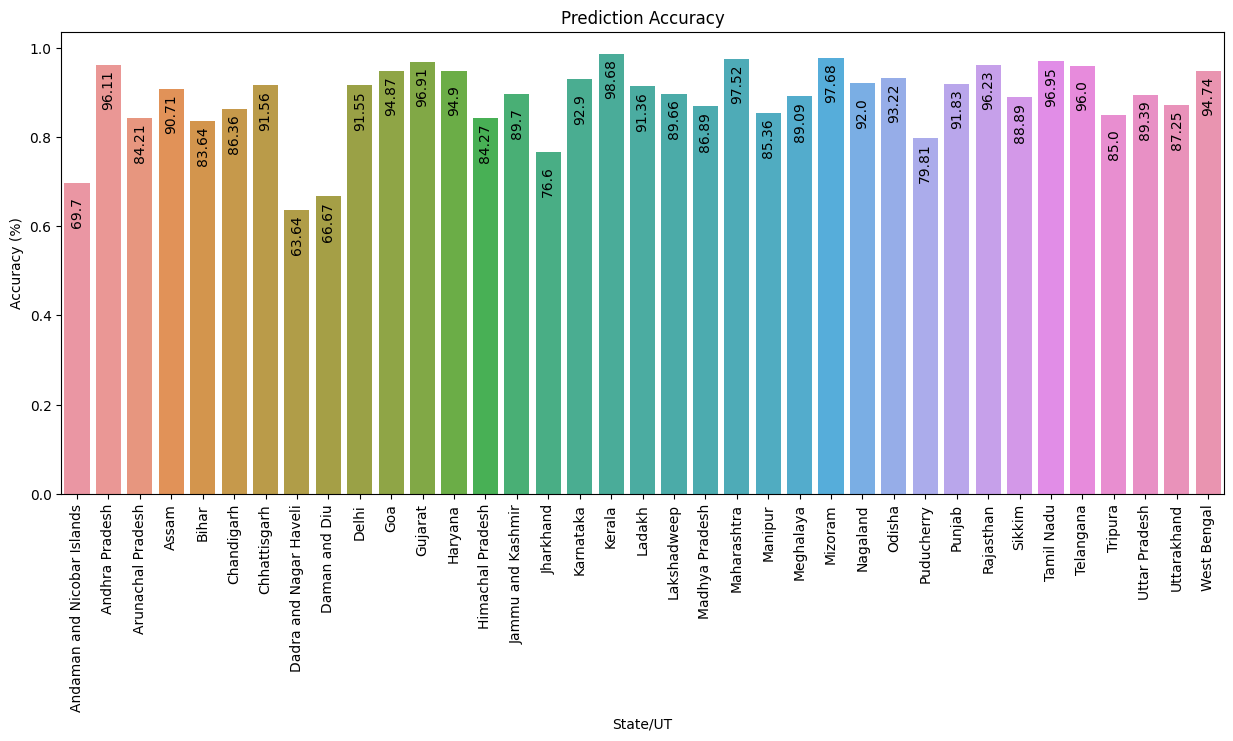 Prediction Accuracy
Accuracy (%)
1.0
0.8
0.6
0.4
0.2
0.0
69.7
96.11
84.21
90.71
83.64
86.36
91.56
63.64
66.67
91.55
94.87
96.91
94.9
84.27
89.7
76.6
92.9
98.68
91.36
89.66
86.89
97.52
85.36
89.09
97.68
92.0
93.22
79.81
91.83
96.23
88.89
96.95
96.0
85.0
89.39
87.25
94.74
Andaman and Nicobar Islands
Andhra Pradesh
Arunachal Pradesh
Assam
Bihar
Chandigarh
Chhattisgarh
Dadra and Nagar Haveli
Daman and Diu
Delhi
Goa
Gujarat
Haryana
Himachal Pradesh
Jammu and Kashmir
Jharkhand
Karnataka
Kerala
Ladakh
Lakshadweep
Madhya Pradesh
Maharashtra
Manipur
Meghalaya
Mizoram
Nagaland
Odisha
Puducherry
Punjab
Rajasthan
Sikkim
Tamil Nadu
Telangana
Tripura
Uttar Pradesh
Uttarakhand
West Bengal
State/UT